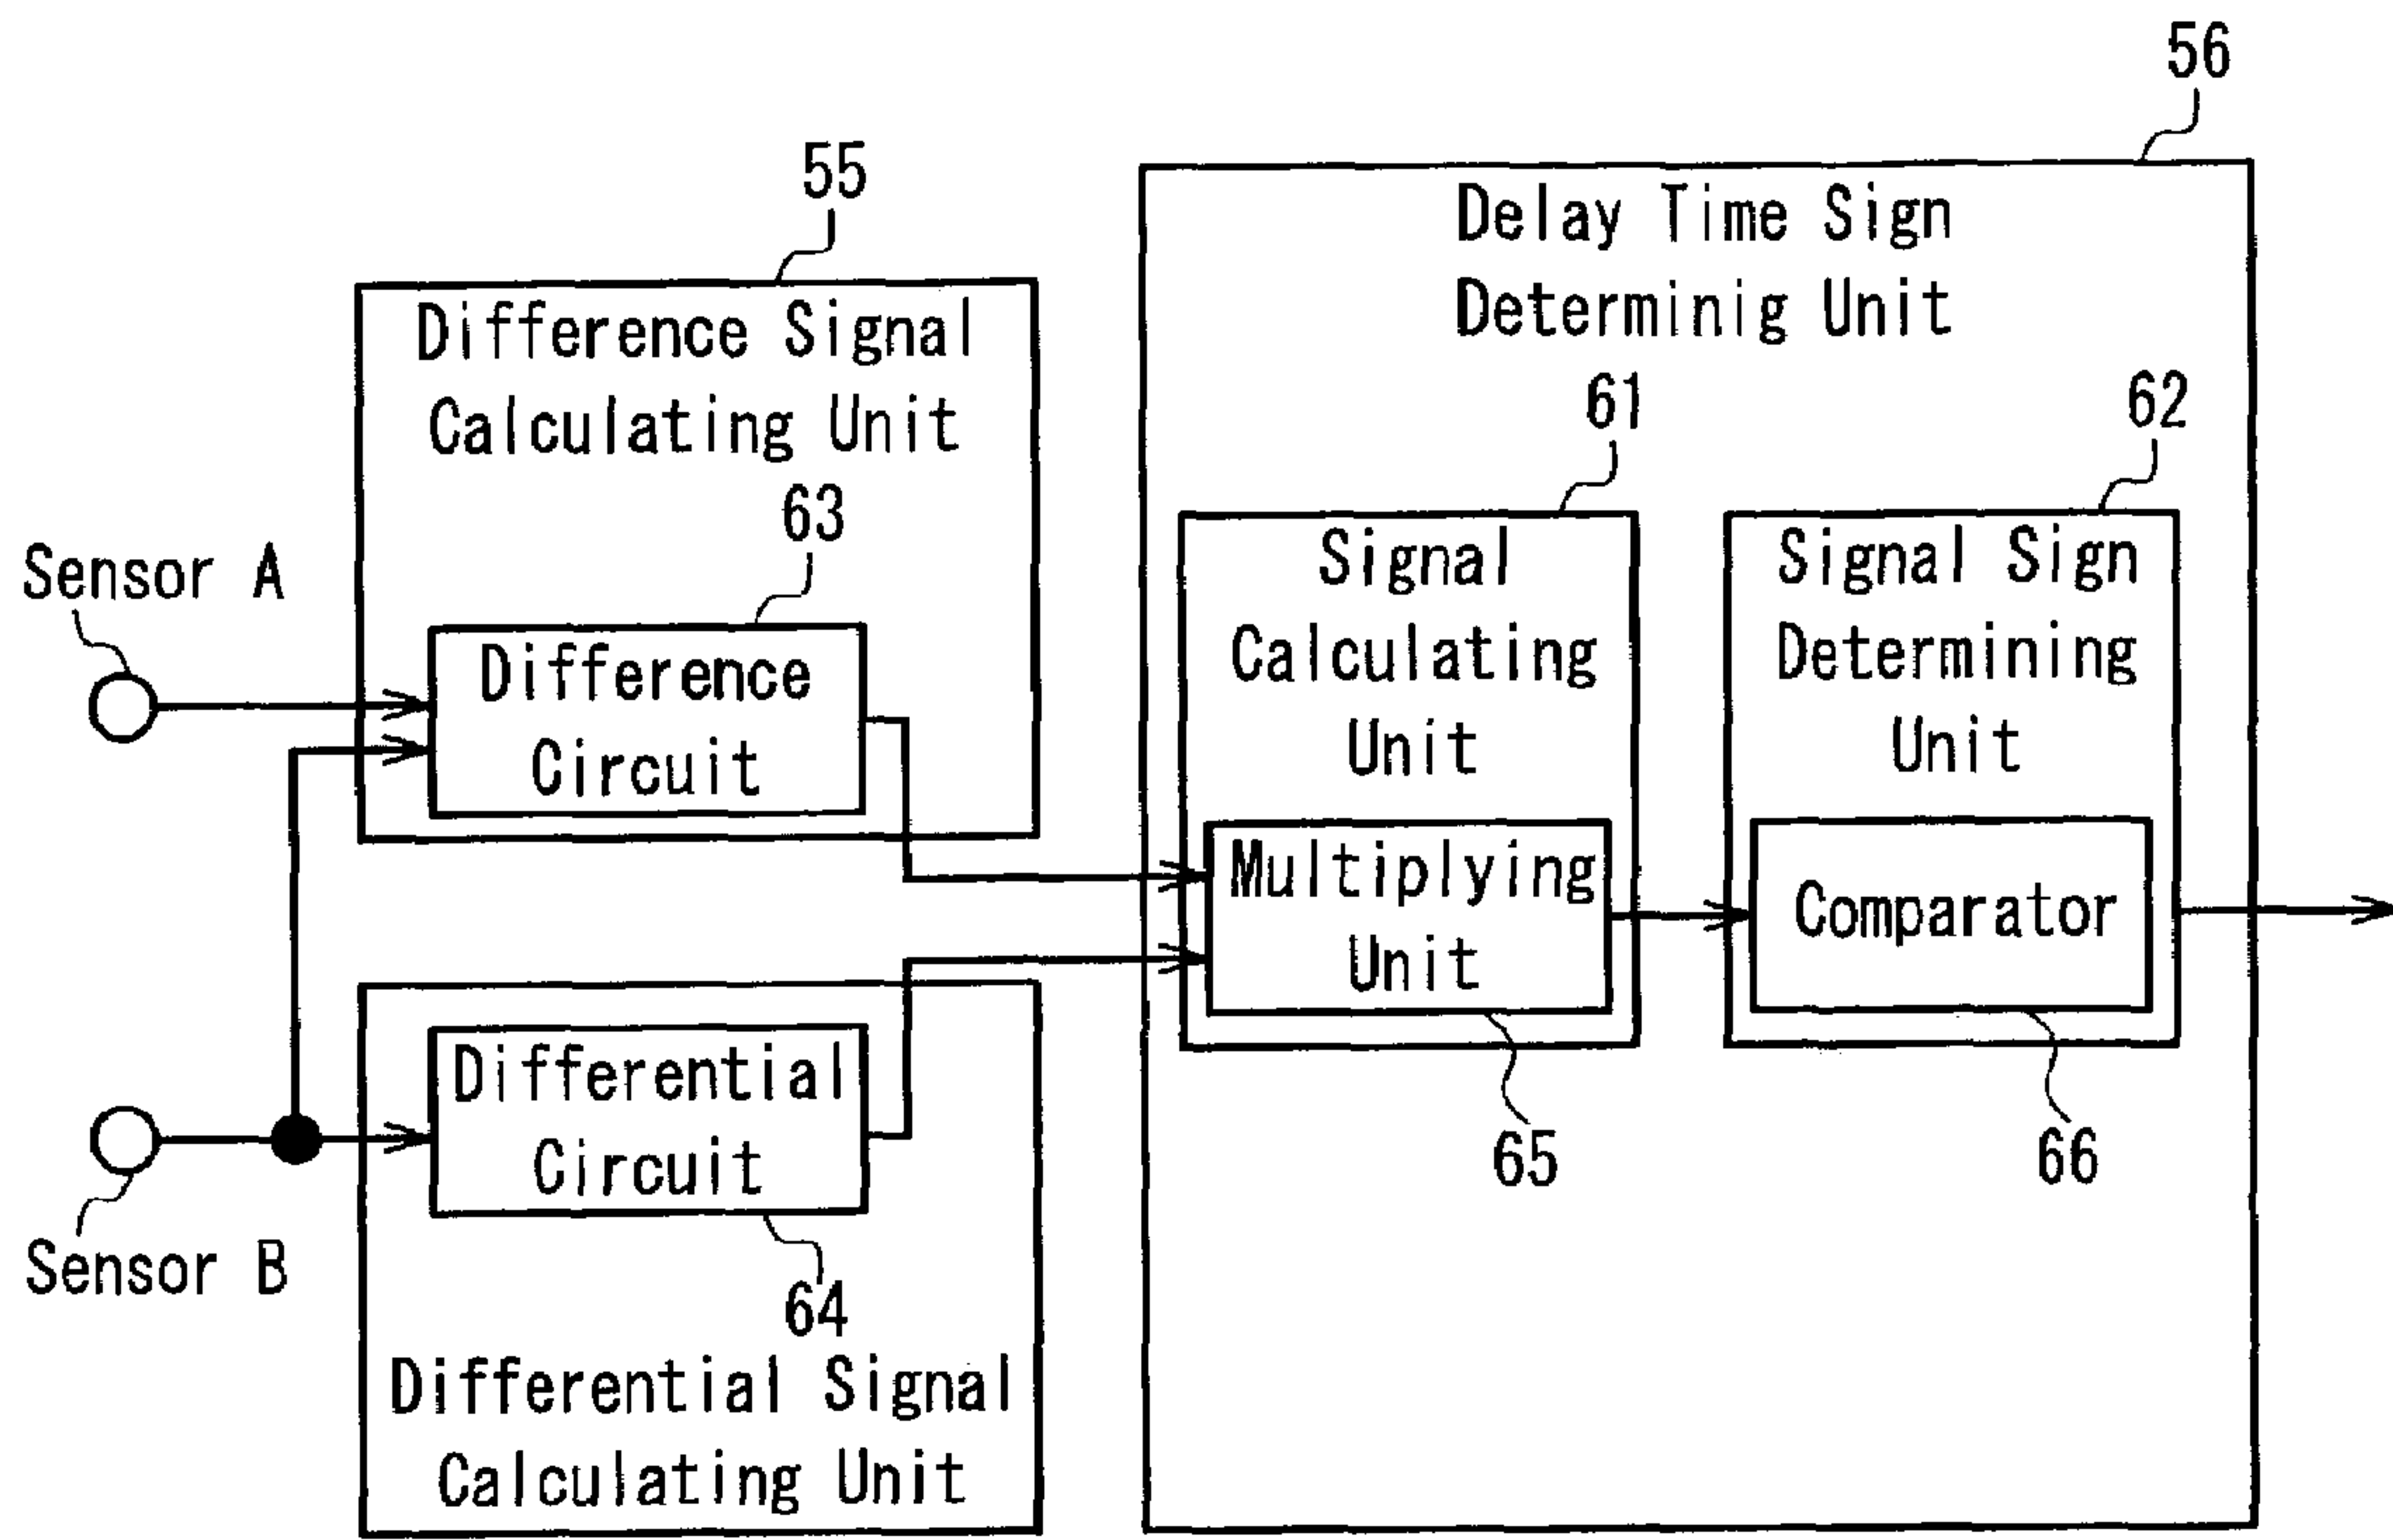 56
55
Delay Time Sign
Determinig Unit
Difference Signal
Calculating Unit
61
62
63
Sensor A
Signal
Calculating
Unit
Signal Sign
Determining
Unit
Difference
Circuit
Multiplying
Unit
Comparator
Differential
Circuit
65
66
Sensor B
64
Differential Signal
Calculating Unit